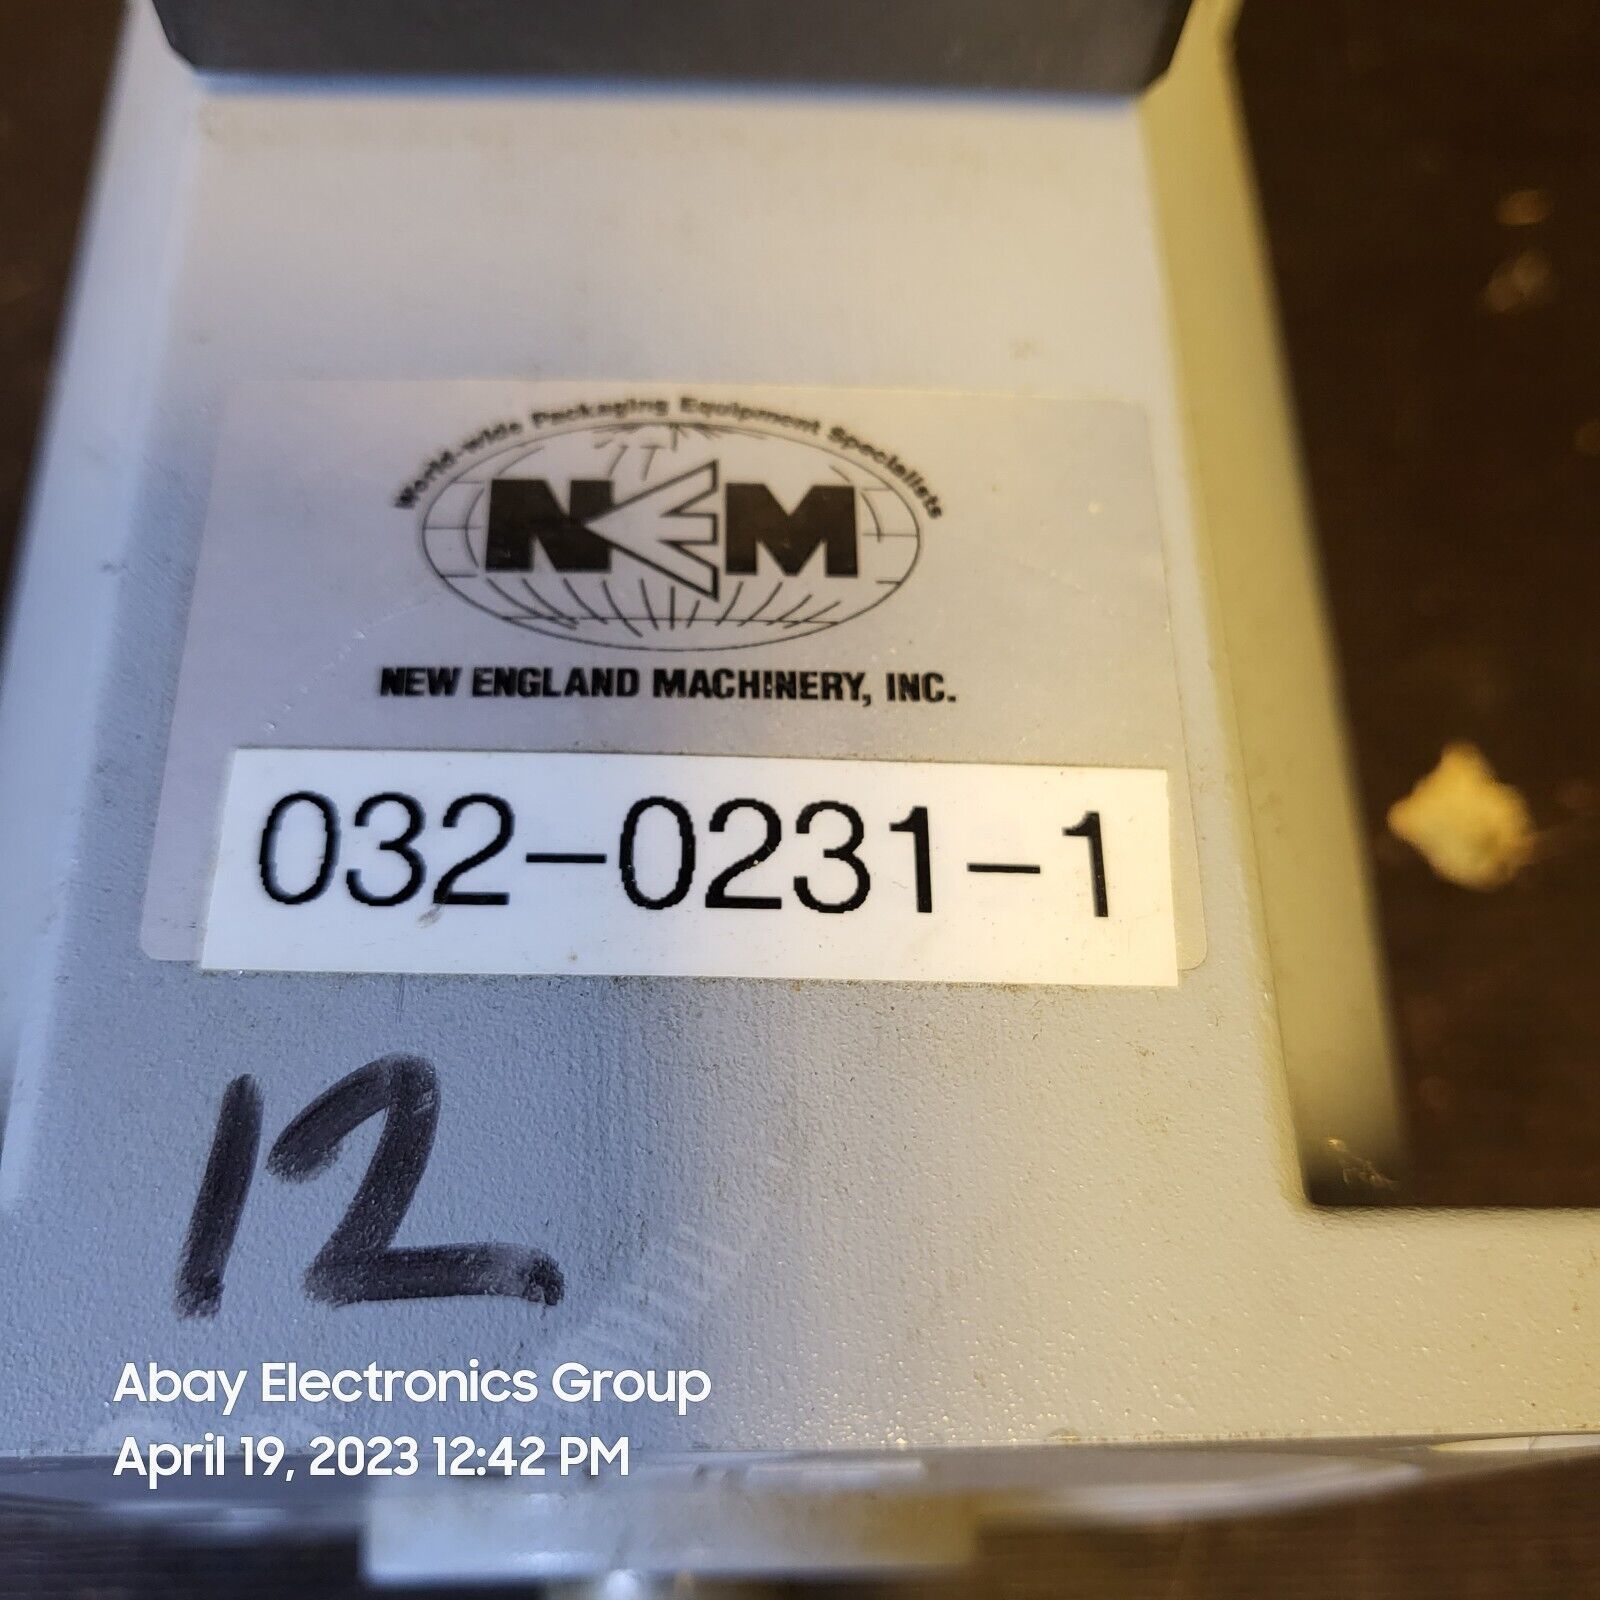 World-wide Packaging Equipment Specialists
NEM
NEW ENGLAND MACHINERY, INC.
032-0231-1
12
Abay Electronics Group
April 19, 2023 12:42 PM